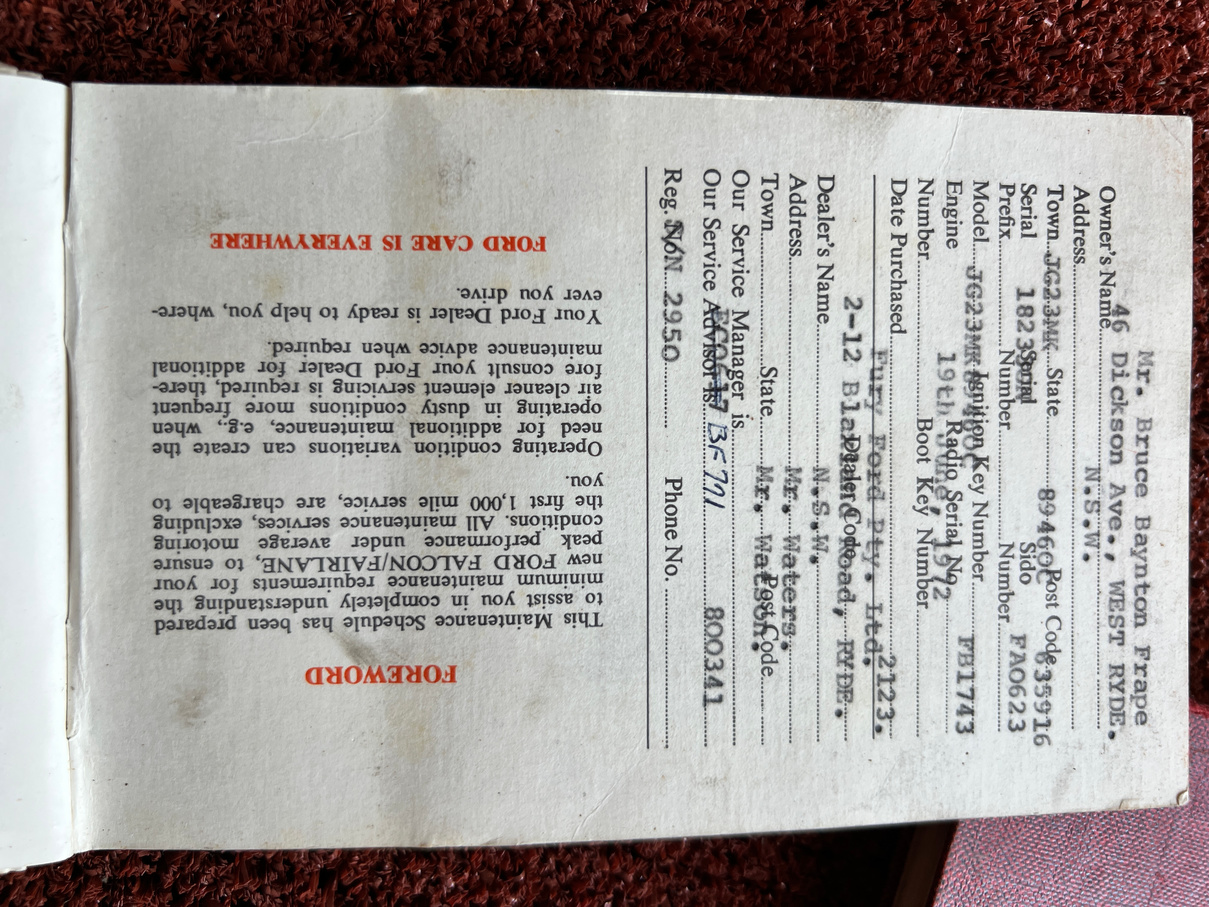 FOREWORD
This Maintenance Schedule has been prepared
to assist you in completely understanding the
minimum maintenance requirements for your
new FORD FALCON/FAIRLANE, to ensure
peak performance under average motoring
conditions. All maintenance services, excluding
the first 1,000 mile service, are chargeable to
you.
Operating condition variations can create the
need for additional maintenance, e.g., when
operating in dusty conditions more frequent
air cleaner element servicing is required, there-
fore consult your Ford Dealer for additional
maintenance advice when required.
Your Ford Dealer is ready to help you, where-
ever you drive.
FORD CARE IS EVERYWHERE
Mr. Bruce Baynton Frape
Owner's Name
46 Dickson Ave., WEST RYDE.
Address
N.S.W.
Town State Post Code
JG23MK 89460C 635916
Serial Prefix Serial Number Sido Number
18238 FA0623
Model Ignition Key Number
JG23MK89460C FB1743
Engine Number Radio Serial No.
19th June, 1972
Boot Key Number
Date Purchased
2123.
Fury Ford Pty. Ltd.
Dealer's Name Dealer Code
2-12 Blaxland Road, RYDE.
Address
N.S.W.
Town State Post Code
Mr. Waters.
Our Service Manager is
Mr. Watson.
Our Service Advisor is
BF791 800341
Reg. No. Phone No.
N 2950